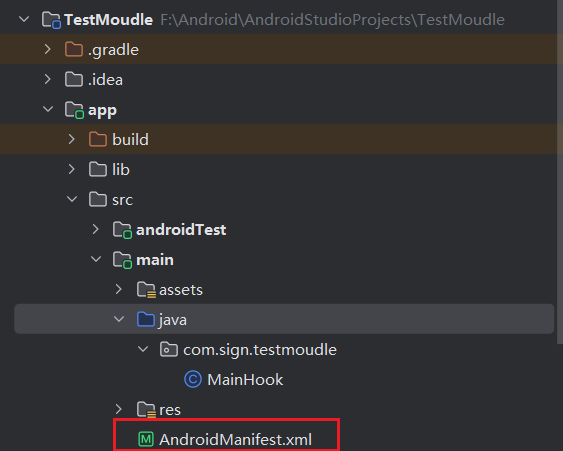 TestMoudle F:\Android\AndroidStudioProjects\TestMoudle
.gradle
.idea
app
build
lib
src
androidTest
main
assets
java
com.sign.testmoudle
C MainHook
res
M AndroidManifest.xml